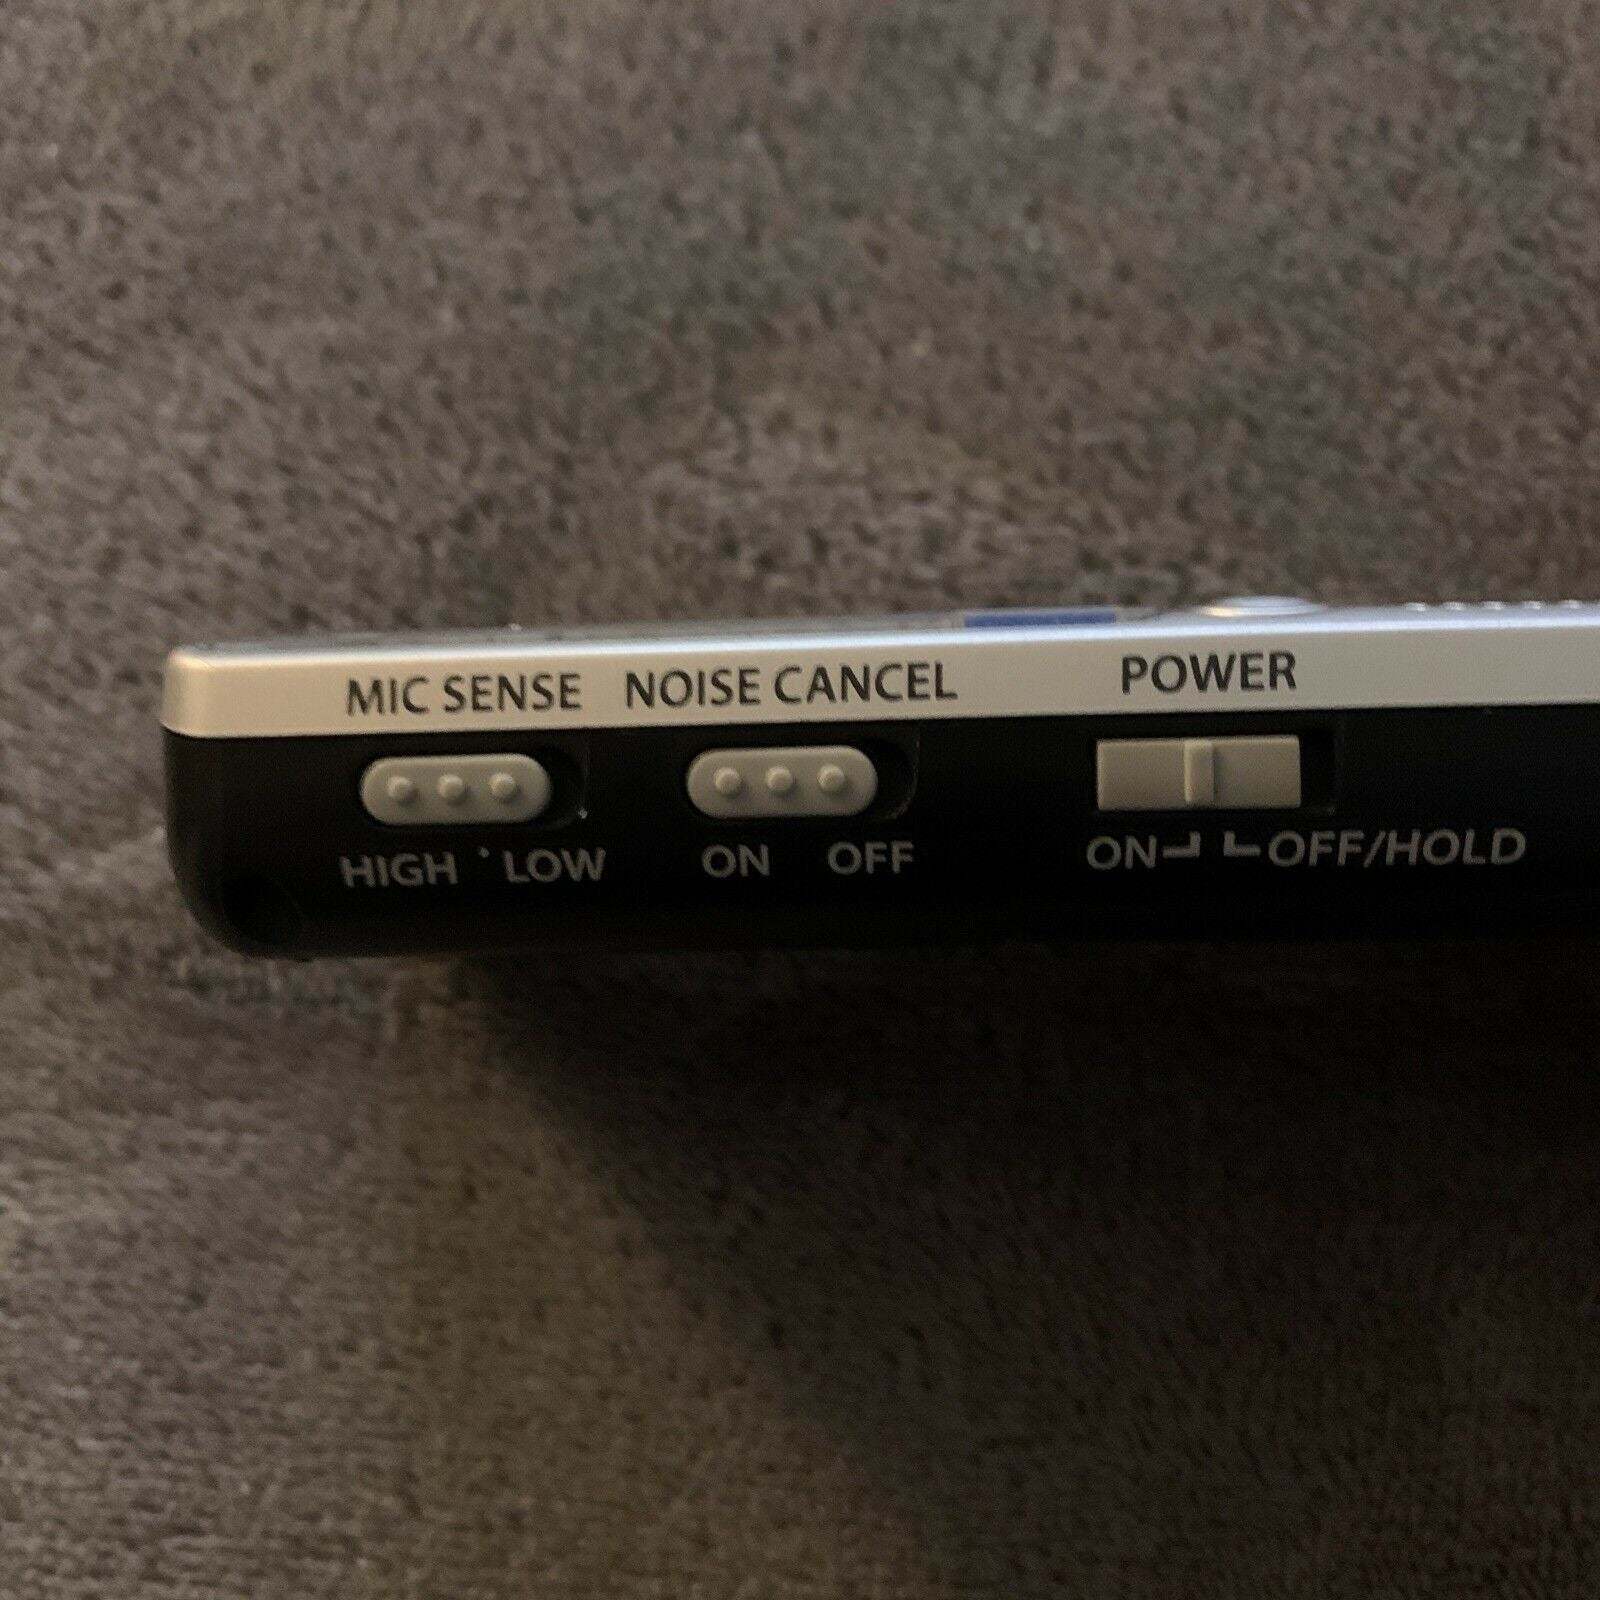 MIC SENSE NOISE CANCEL POWER
HIGH · LOW ON OFF ON OFF/HOLD